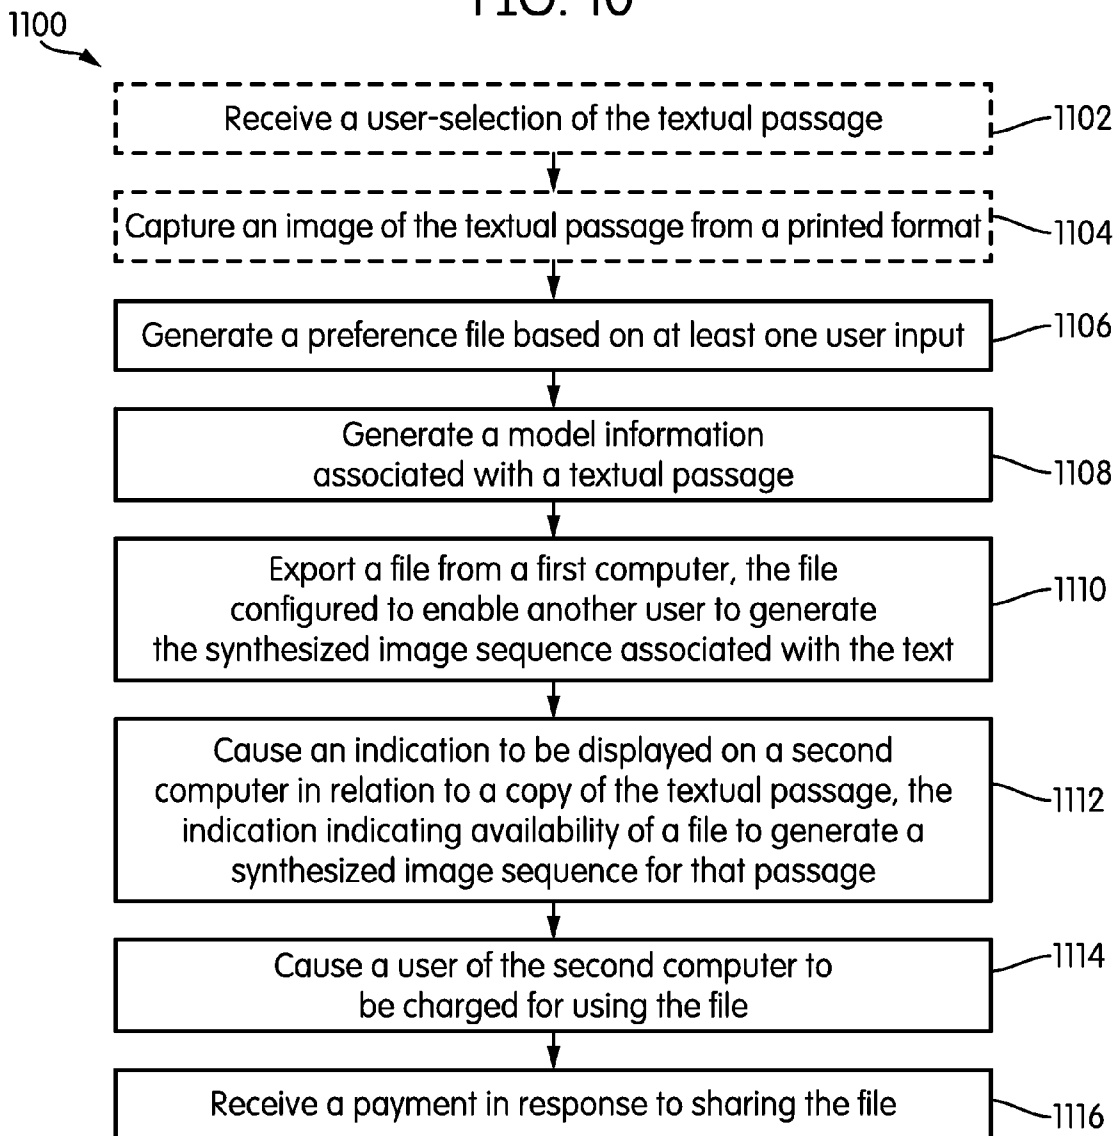 FIG. 10
1100
Receive a user-selection of the textual passage
1102
Capture an image of the textual passage from a printed format
1104
Generate a preference file based on at least one user input
1106
Generate a model information
associated with a textual passage
1108
Export a file from a first computer, the file
configured to enable another user to generate
the synthesized image sequence associated with the text
1110
Cause an indication to be displayed on a second
computer in relation to a copy of the textual passage, the
indication indicating availability of a file to generate a
synthesized image sequence for that passage
1112
Cause a user of the second computer to
be charged for using the file
1114
Receive a payment in response to sharing the file
1116